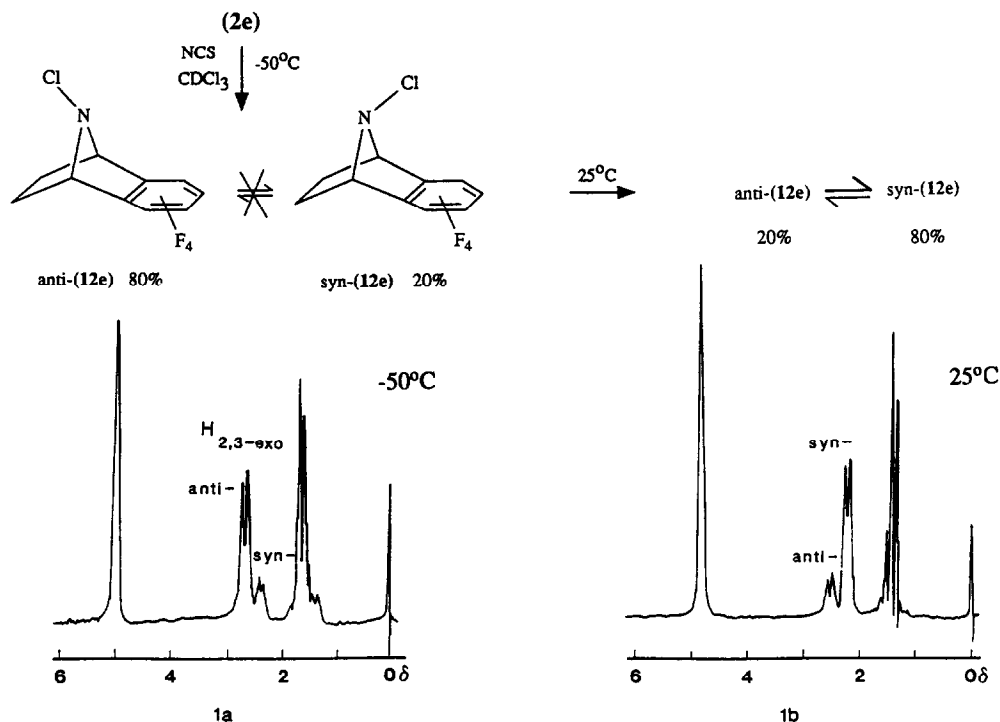 (2e)
NCS
CDCl3
-50°C
Cl
N
F4
anti-(12e) 80%
Cl
N
F4
syn-(12e) 20%
25°C
anti-(12e) syn-(12e)
20% 80%
-50°C
H2,3-exo
anti-
syn-
6 4 2 0δ
1a
25°C
syn-
anti-
6 4 2 0δ
1b